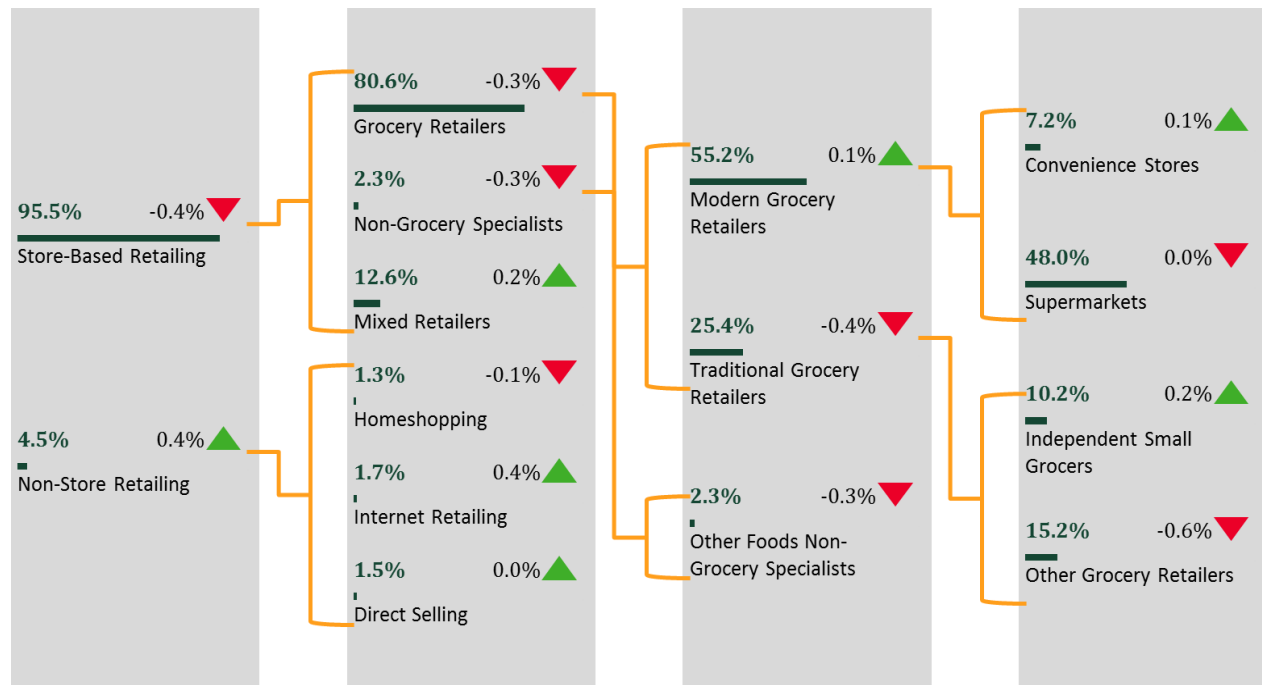 95.5% -0.4%
Store-Based Retailing
4.5% 0.4%
Non-Store Retailing
80.6% -0.3%
Grocery Retailers
2.3% -0.3%
Non-Grocery Specialists
12.6% 0.2%
Mixed Retailers
1.3% -0.1%
Homeshopping
1.7% 0.4%
Internet Retailing
1.5% 0.0%
Direct Selling
55.2% 0.1%
Modern Grocery
Retailers
25.4% -0.4%
Traditional Grocery
Retailers
2.3% -0.3%
Other Foods Non-
Grocery Specialists
7.2% 0.1%
Convenience Stores
48.0% 0.0%
Supermarkets
10.2% 0.2%
Independent Small
Grocers
15.2% -0.6%
Other Grocery Retailers